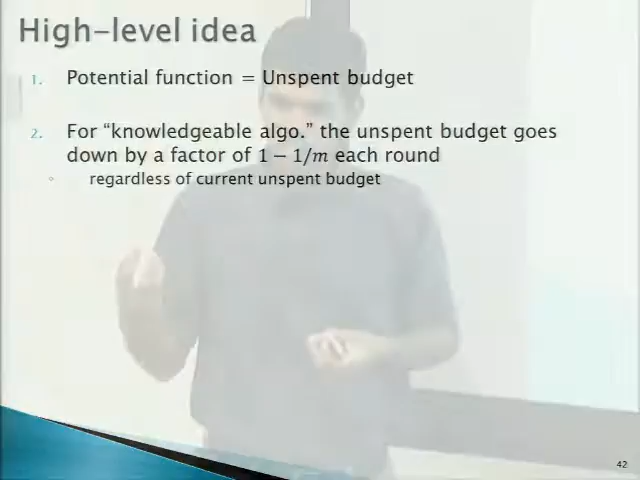 High-level idea
1. Potential function = Unspent budget
2. For “knowledgeable algo.” the unspent budget goes
down by a factor of 1 − 1/m each round
◦ regardless of current unspent budget
42